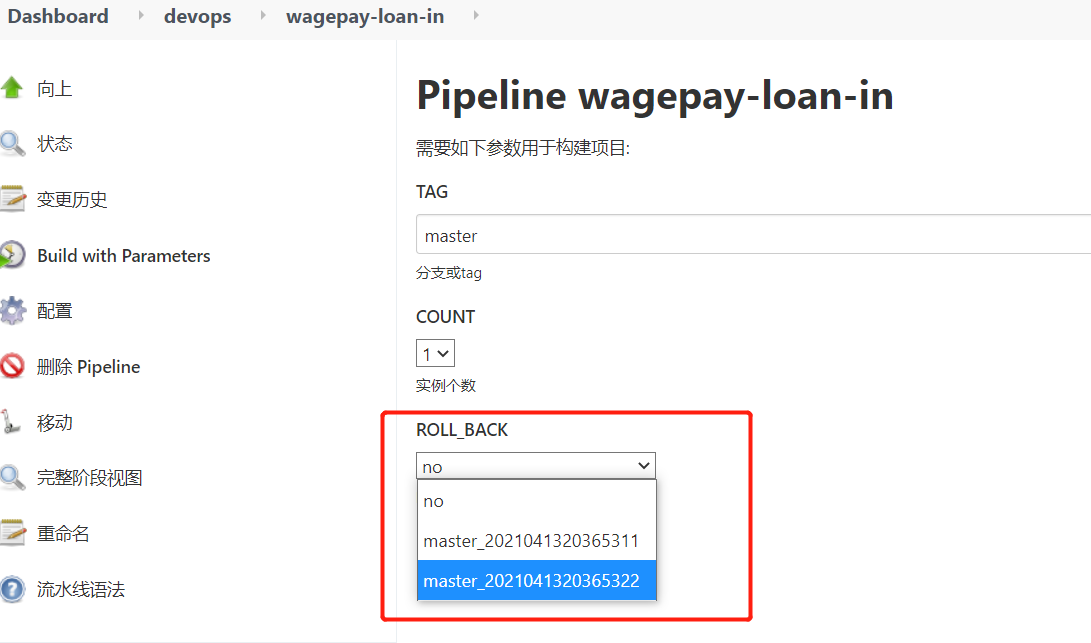 Dashboard devops wagepay-loan-in
向上
状态
变更历史
Build with Parameters
配置
删除 Pipeline
移动
完整阶段视图
重命名
流水线语法
Pipeline wagepay-loan-in
需要如下参数用于构建项目:
TAG
master
分支或tag
COUNT
1
实例个数
ROLL_BACK
no
no
master_2021041320365311
master_2021041320365322